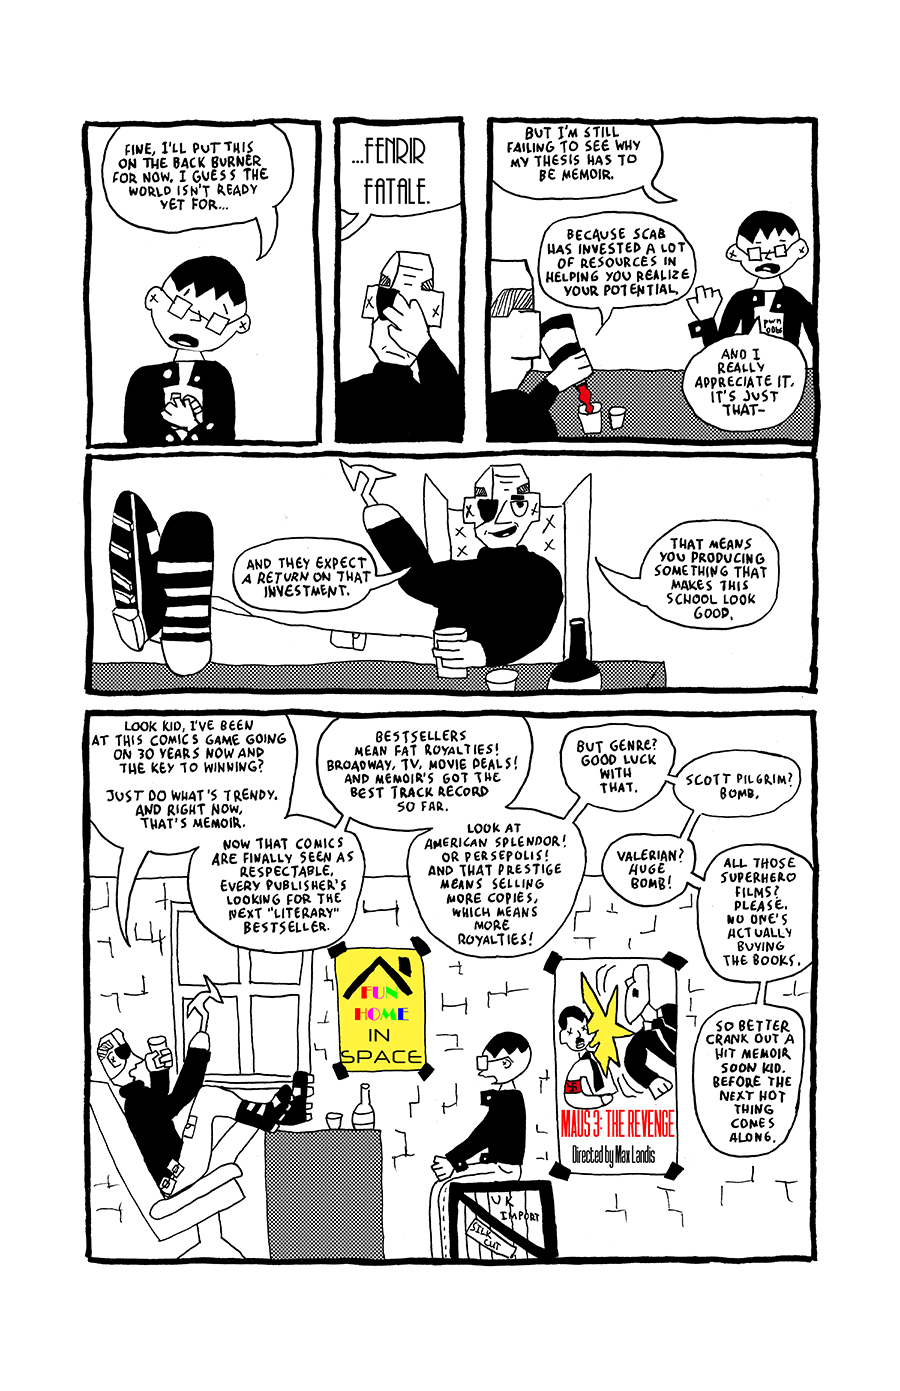 FINE, I'LL PUT THIS
ON THE BACK BURNER
FOR NOW. I GUESS THE
WORLD ISN'T READY
YET FOR...
...FENRIR
FATALE.
BUT I'M STILL
FAILING TO SEE WHY
MY THESIS HAS TO
BE MEMOIR.
BECAUSE SCAB
HAS INVESTED A LOT
OF RESOURCES IN
HELPING YOU REALIZE
YOUR POTENTIAL.
pwn
AND I
REALLY
APPRECIATE IT.
IT'S JUST
THAT-
AND THEY EXPECT
A RETURN ON THAT
INVESTMENT.
THAT MEANS
YOU PRODUCING
SOMETHING THAT
MAKES THIS
SCHOOL LOOK
GOOD.
LOOK KID, I'VE BEEN
AT THIS COMICS GAME GOING
ON 30 YEARS NOW AND
THE KEY TO WINNING?
JUST DO WHAT'S TRENDY.
AND RIGHT NOW,
THAT'S MEMOIR.
NOW THAT COMICS
ARE FINALLY SEEN AS
RESPECTABLE,
EVERY PUBLISHER'S
LOOKING FOR THE
NEXT "LITERARY"
BESTSELLER.
BESTSELLERS
MEAN FAT ROYALTIES!
BROADWAY, TV, MOVIE DEALS!
AND MEMOIR'S GOT THE
BEST TRACK RECORD
SO FAR.
LOOK AT
AMERICAN SPLENDOR!
OR PERSEPOLIS!
AND THAT PRESTIGE
MEANS SELLING
MORE COPIES,
WHICH MEANS
MORE
ROYALTIES!
BUT GENRE?
GOOD LUCK
WITH
THAT.
SCOTT PILGRIM?
BOMB.
VALERIAN?
HUGE
BOMB!
ALL THOSE
SUPERHERO
FILMS?
PLEASE.
NO ONE'S
ACTUALLY
BUYING
THE BOOKS.
SO BETTER
CRANK OUT A
HIT MEMOIR
SOON KID.
BEFORE THE
NEXT HOT
THING
COMES
ALONG.
FUN
HOME
IN
SPACE
MAUS 3: THE REVENGE
Directed by Max Landis
UK
IMPORT
SILK
CUT